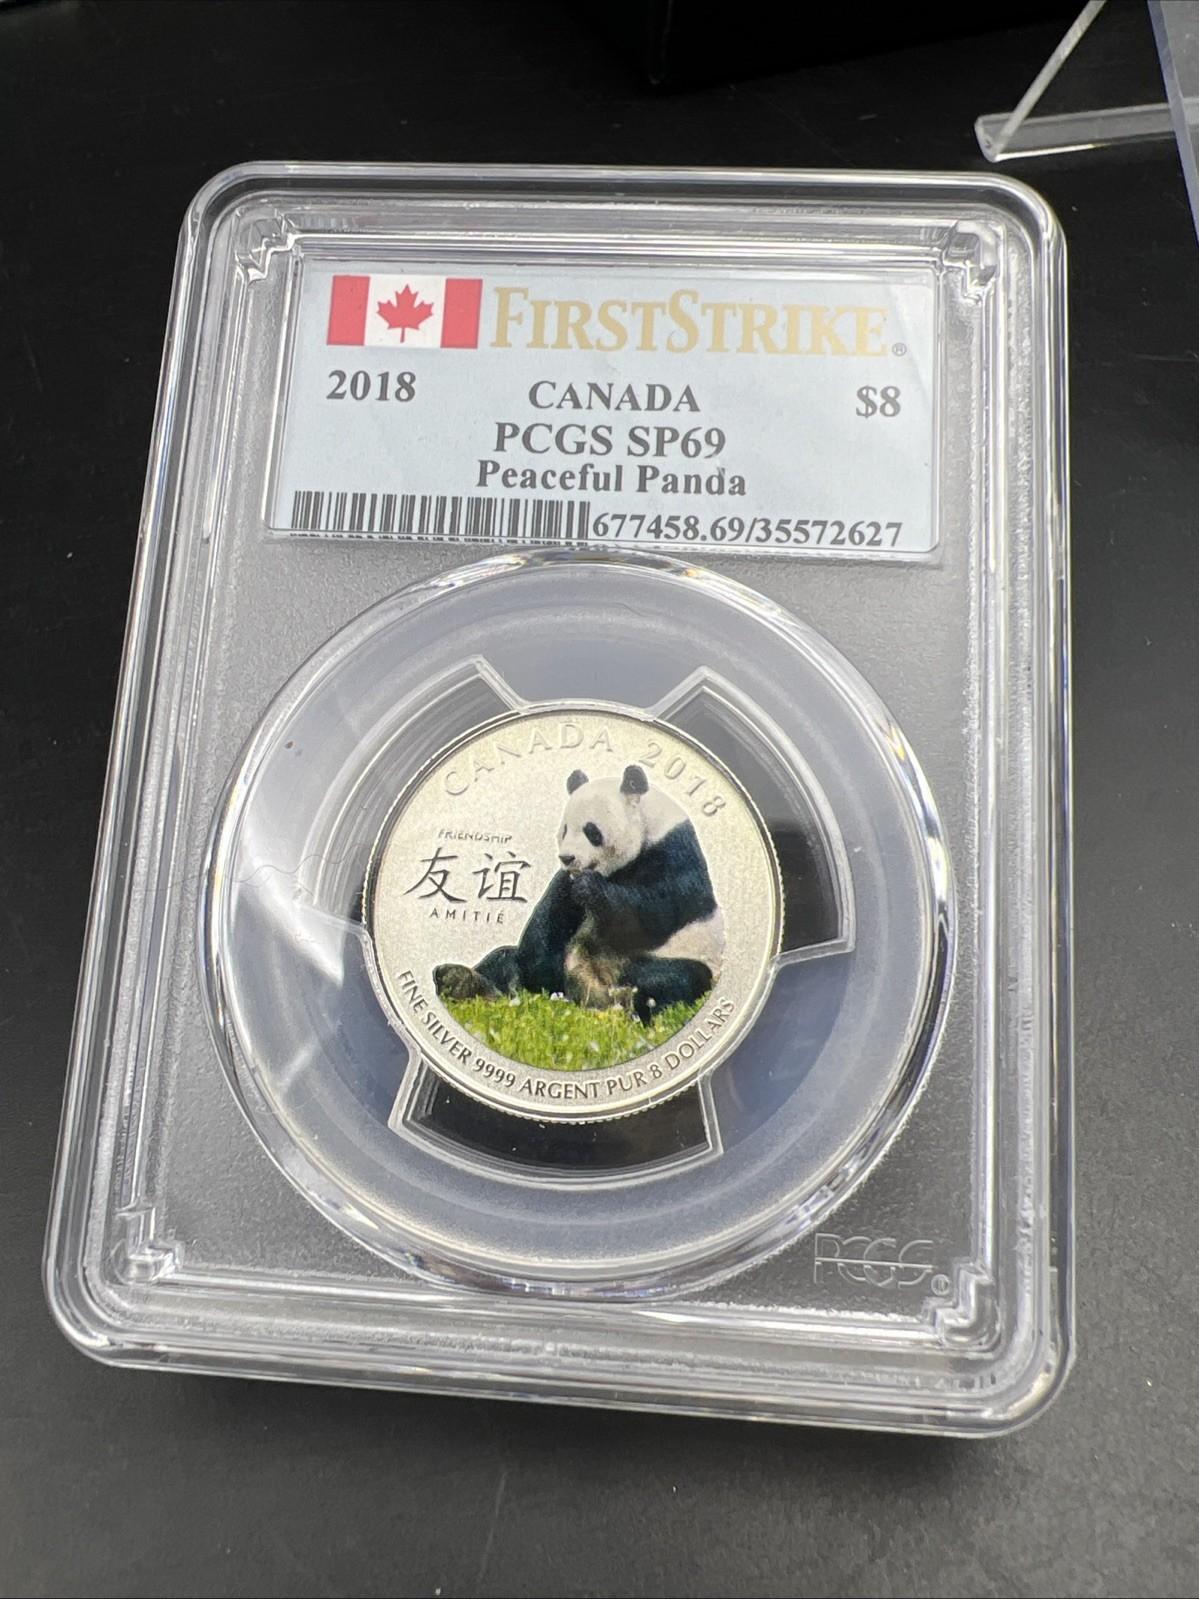 FIRSTSTRIKE®
2018 CANADA $8
PCGS SP69
Peaceful Panda
677458.69/35572627
CANADA 2018
FRIENDSHIP
友谊
AMITIÉ
FINE SILVER 9999 ARGENT PUR 8 DOLLARS
PCGS®